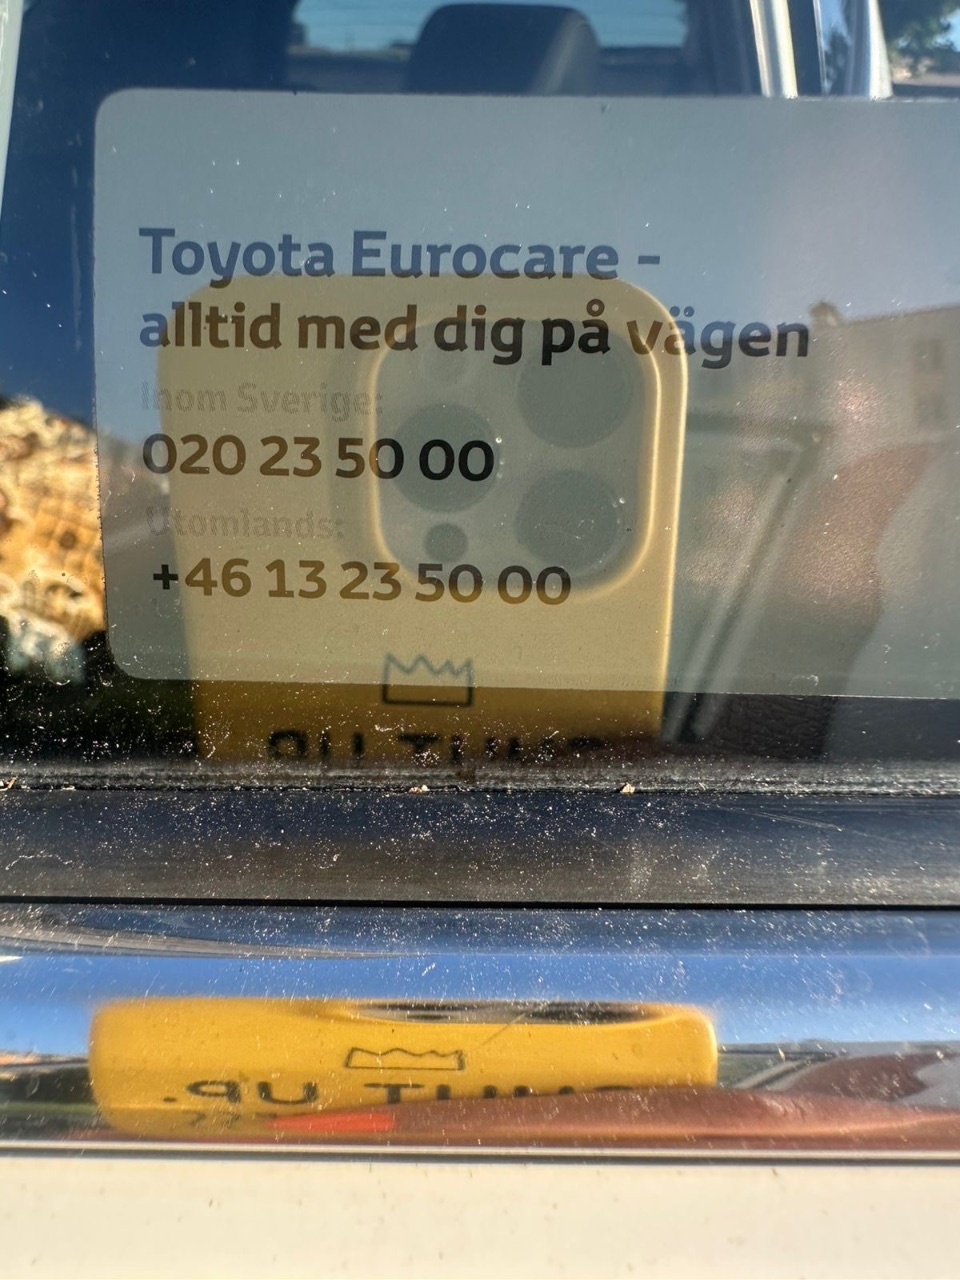 Toyota Eurocare -
alltid med dig på vägen
Inom Sverige:
020 23 50 00
Utomlands:
+46 13 23 50 00